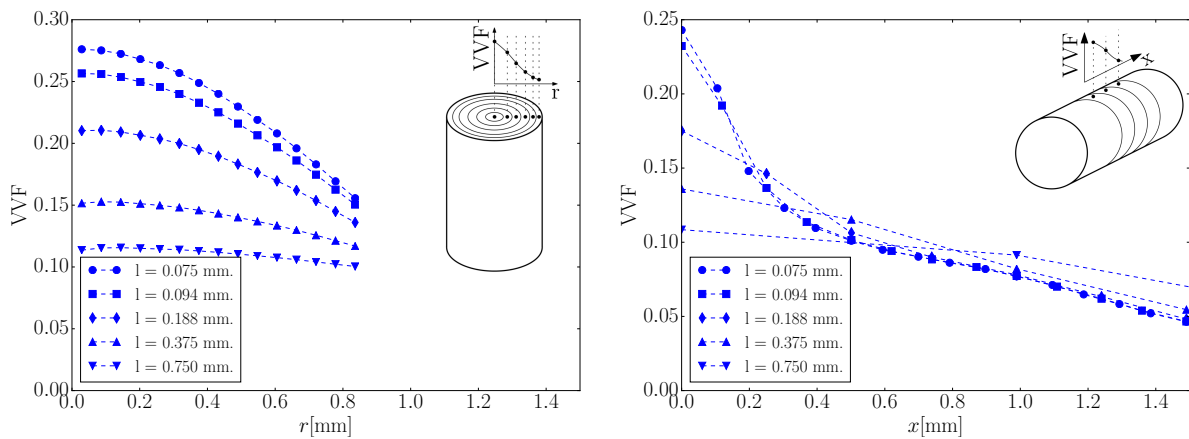 0.30
0.25
0.20
0.15
0.10
0.05
0.00
VVF
0.0 0.2 0.4 0.6 0.8 1.0 1.2 1.4
r[mm]
l = 0.075 mm.
l = 0.094 mm.
l = 0.188 mm.
l = 0.375 mm.
l = 0.750 mm.
VVF
r
0.25
0.20
0.15
0.10
0.05
0.00
VVF
0.0 0.2 0.4 0.6 0.8 1.0 1.2 1.4
x[mm]
l = 0.075 mm.
l = 0.094 mm.
l = 0.188 mm.
l = 0.375 mm.
l = 0.750 mm.
VVF
x